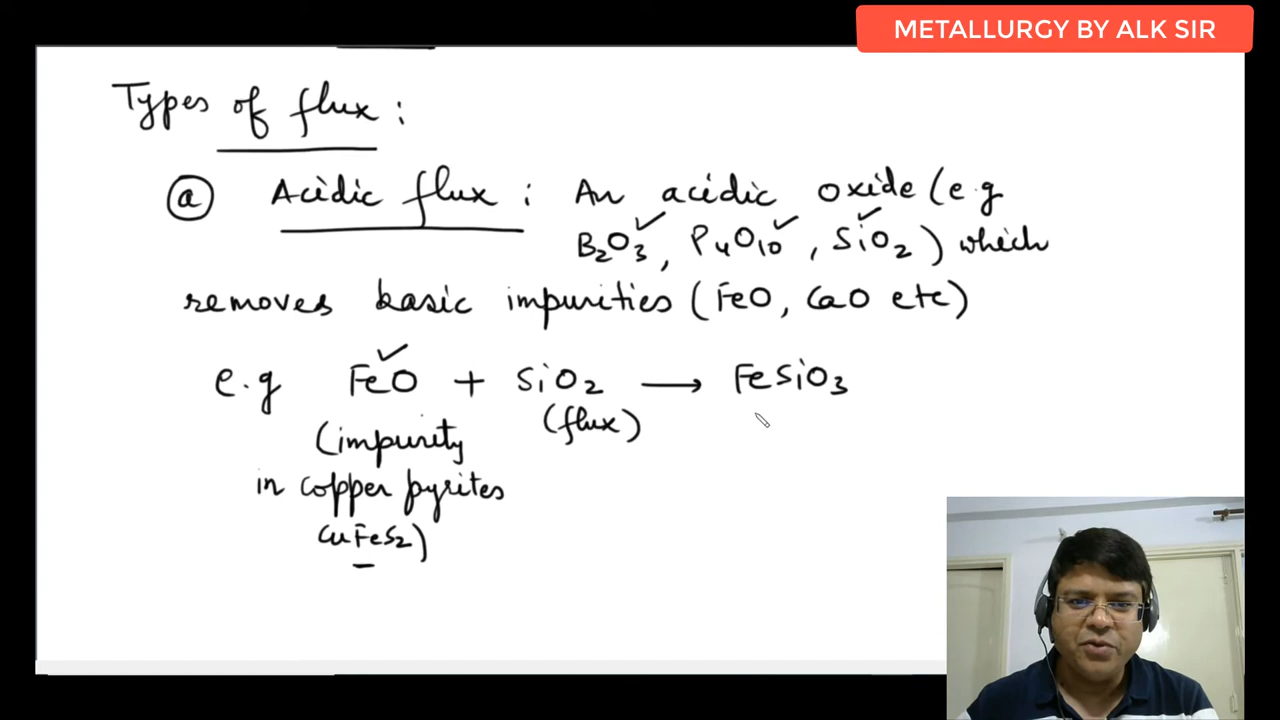 METALLURGY BY ALK SIR
Types of flux :
(a) Acidic flux : An acidic oxide (e.g
B2O3, P4O10, SiO2) which
removes basic impurities (FeO, CaO etc)
e.g FeO + SiO2 → FeSiO3
(impurity (flux)
in copper pyrites
CuFeS2)